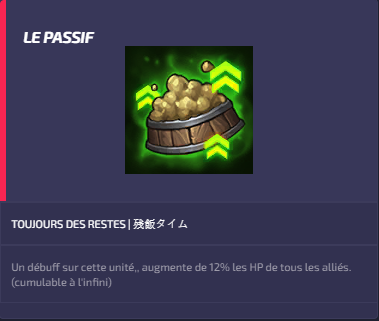 LE PASSIF
TOUJOURS DES RESTES | 残飯タイム
Un débuff sur cette unité,, augmente de 12% les HP de tous les alliés.
(cumulable à l'infini)